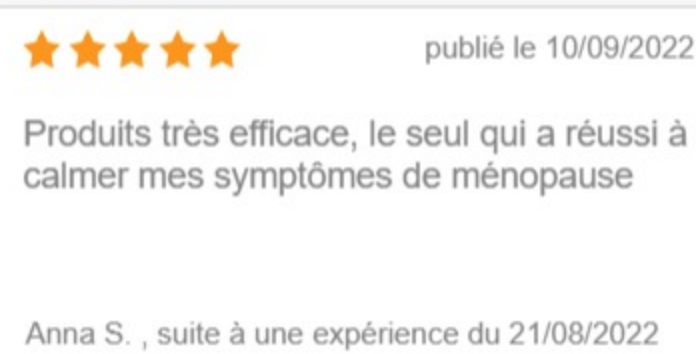 publié le 10/09/2022
Produits très efficace, le seul qui a réussi à
calmer mes symptômes de ménopause
Anna S. , suite à une expérience du 21/08/2022